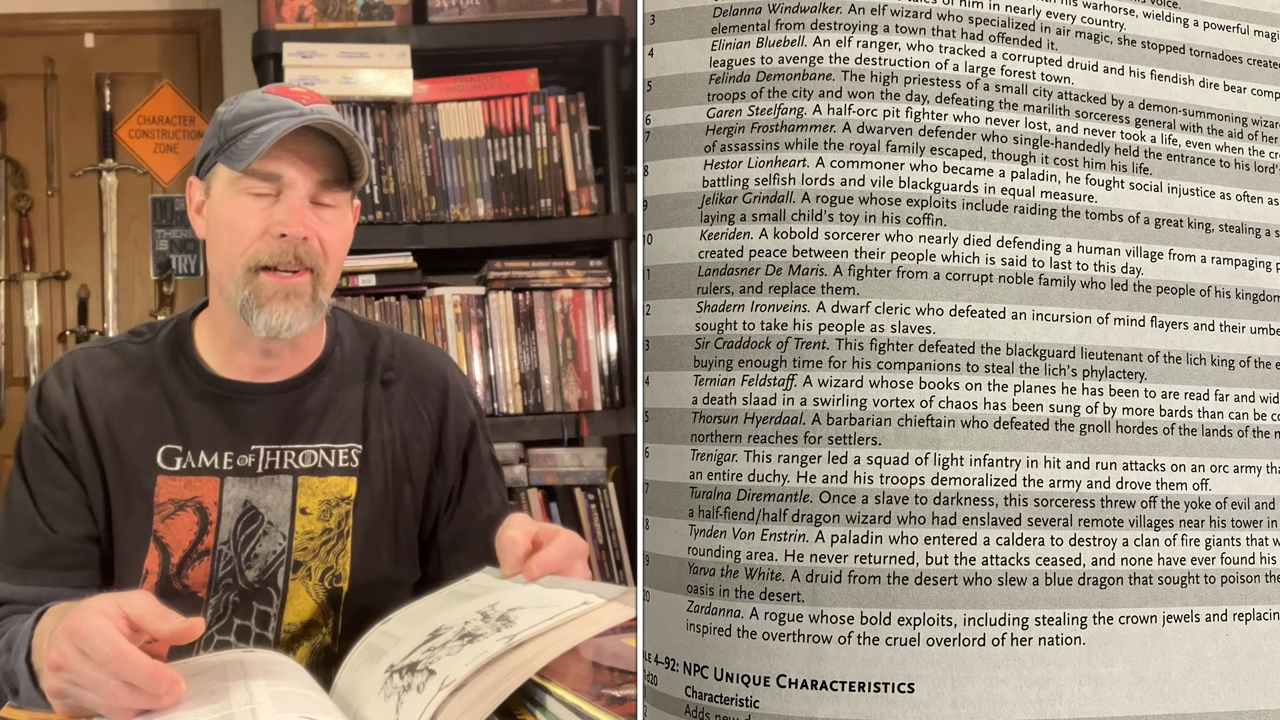 CHARACTER
CONSTRUCTION
ZONE
THERE
IS
TRY
GAME OF THRONES
voice.
of him in nearly every country.
his warhorse, wielding a powerful magi
3 Delanna Windwalker. An elf wizard who specialized in air magic, she stopped tornadoes create
elemental from destroying a town that had offended it.
4 Elinian Bluebell. An elf ranger, who tracked a corrupted druid and his fiendish dire bear comp
leagues to avenge the destruction of a large forest town.
5 Felinda Demonbane. The high priestess of a small city attacked by a demon-summoning wizar
troops of the city and won the day, defeating the marilith sorceress general with the aid of her
6 Garen Steelfang. A half-orc pit fighter who never lost, and never took a life, even when the cr
7 Hergin Frosthammer. A dwarven defender who single-handedly held the entrance to his lord's
of assassins while the royal family escaped, though it cost him his life.
8 Hestor Lionheart. A commoner who became a paladin, he fought social injustice as often as
battling selfish lords and vile blackguards in equal measure.
9 Jelikar Grindall. A rogue whose exploits include raiding the tombs of a great king, stealing a s
laying a small child's toy in his coffin.
10 Keeriden. A kobold sorcerer who nearly died defending a human village from a rampaging
created peace between their people which is said to last to this day.
1 Landasner De Maris. A fighter from a corrupt noble family who led the people of his kingdom
rulers, and replace them.
2 Shadern Ironveins. A dwarf cleric who defeated an incursion of mind flayers and their umbe
sought to take his people as slaves.
3 Sir Craddock of Trent. This fighter defeated the blackguard lieutenant of the lich king of the e
buying enough time for his companions to steal the lich's phylactery.
4 Ternian Feldstaff. A wizard whose books on the planes he has been to are read far and wid
a death slaad in a swirling vortex of chaos has been sung of by more bards than can be c
5 Thorsun Hyerdaal. A barbarian chieftain who defeated the gnoll hordes of the lands of the
northern reaches for settlers.
6 Trenigar. This ranger led a squad of light infantry in hit and run attacks on an orc army tha
an entire duchy. He and his troops demoralized the army and drove them off.
7 Turalna Diremantle. Once a slave to darkness, this sorceress threw off the yoke of evil and
a half-fiend/half dragon wizard who had enslaved several remote villages near his tower in
8 Tynden Von Enstrin. A paladin who entered a caldera to destroy a clan of fire giants that w
rounding area. He never returned, but the attacks ceased, and none have ever found his
9 Yarva the White. A druid from the desert who slew a blue dragon that sought to poison the
oasis in the desert.
20 Zardanna. A rogue whose bold exploits, including stealing the crown jewels and replacin
inspired the overthrow of the cruel overlord of her nation.
LE 4–92: NPC UNIQUE CHARACTERISTICS
d20 Characteristic
Adds new d